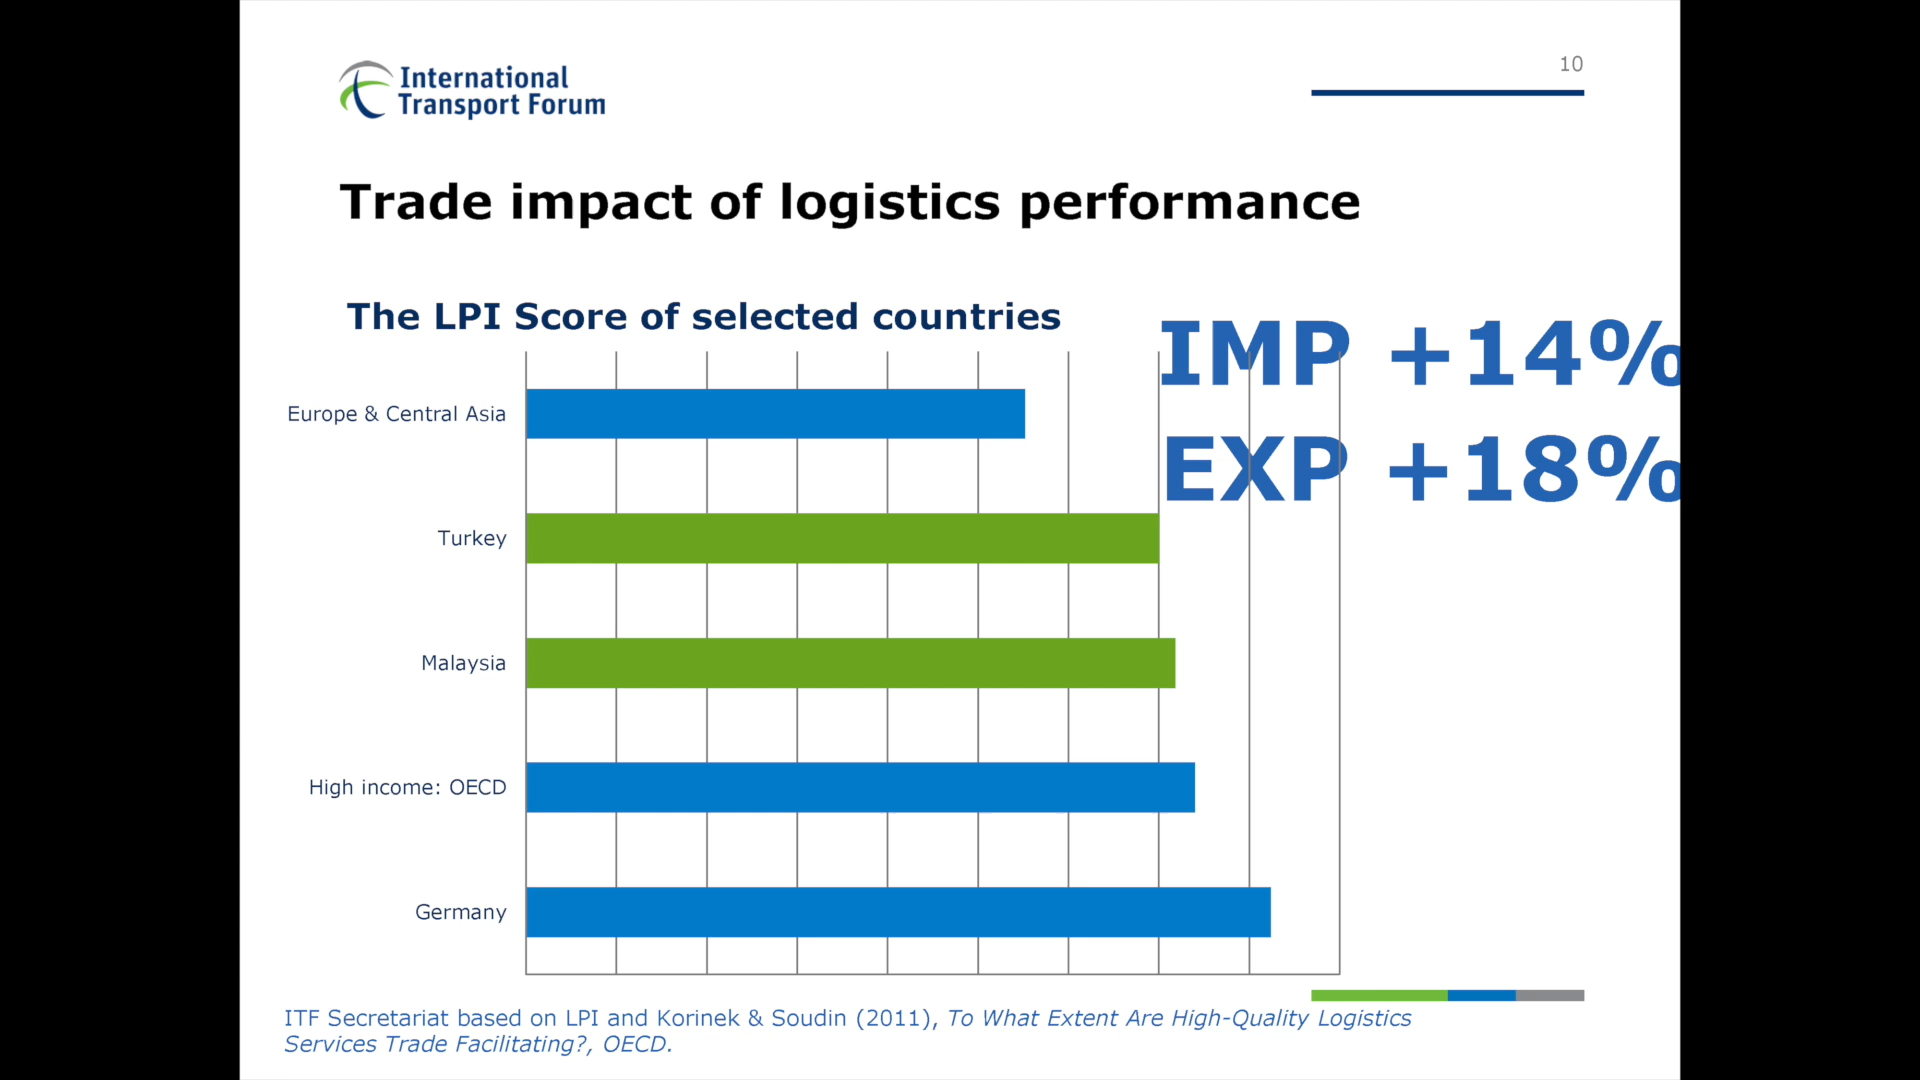 International
Transport Forum
10
Trade impact of logistics performance
The LPI Score of selected countries
IMP +14%
EXP +18%
Europe & Central Asia
Turkey
Malaysia
High income: OECD
Germany
ITF Secretariat based on LPI and Korinek & Soudin (2011), To What Extent Are High-Quality Logistics
Services Trade Facilitating?, OECD.